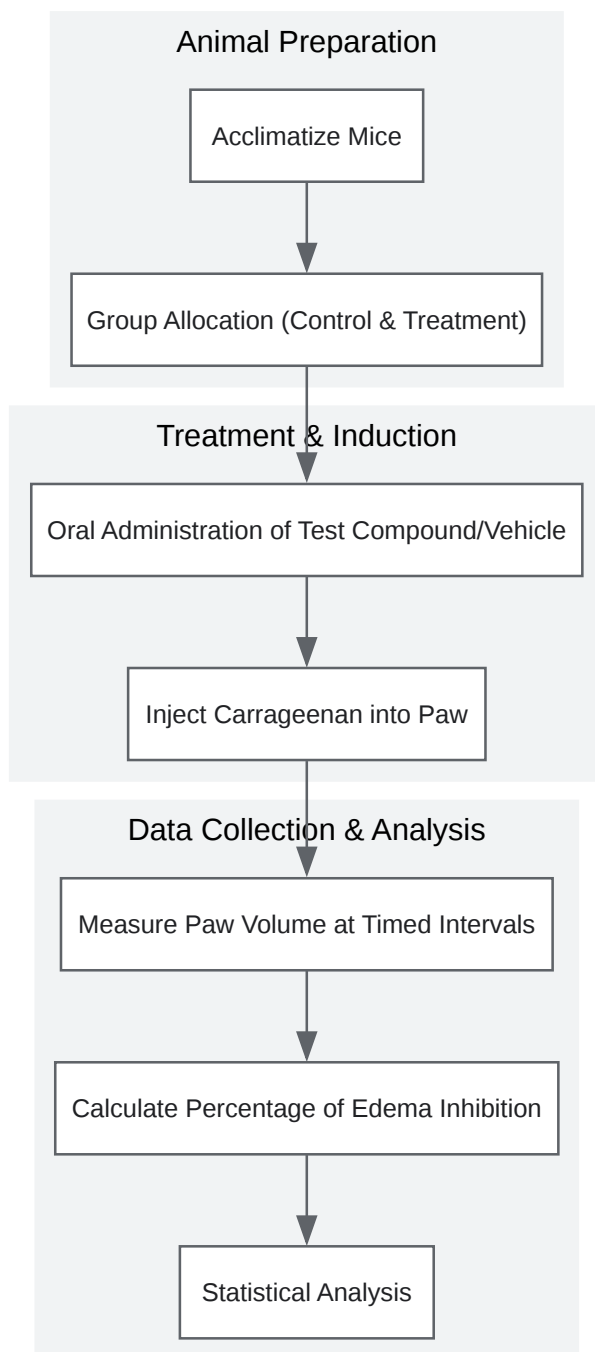 Animal Preparation
Acclimatize Mice
Group Allocation (Control & Treatment)
Treatment & Induction
Oral Administration of Test Compound/Vehicle
Inject Carrageenan into Paw
Data Collection & Analysis
Measure Paw Volume at Timed Intervals
Calculate Percentage of Edema Inhibition
Statistical Analysis